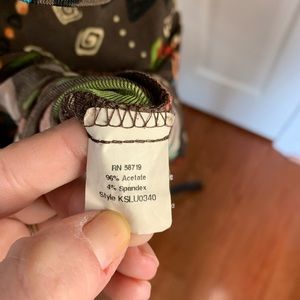 RN 58719
96% Acetate
4% Spandex
Style KSLU0340